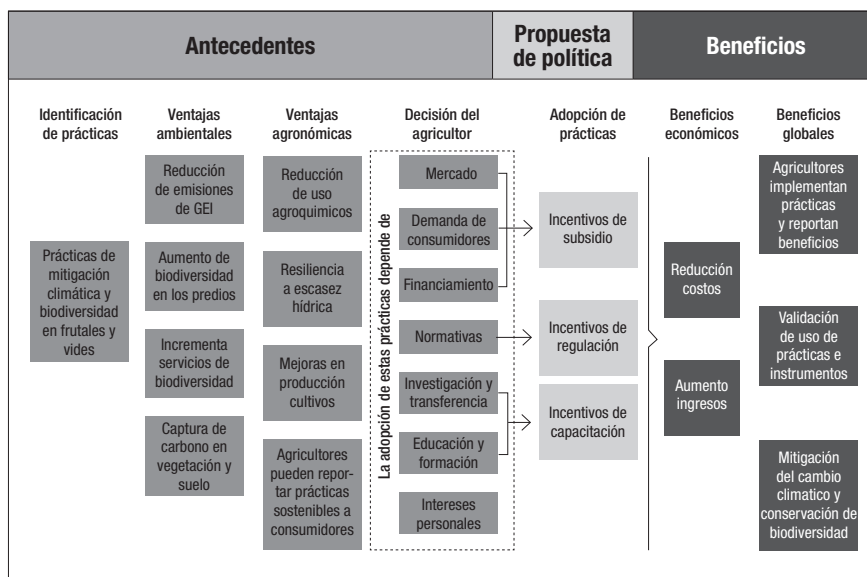 Antecedentes
Propuesta
de política
Beneficios
Identificación
de prácticas
Prácticas de
mitigación
climática y
biodiversidad
en frutales y
vides
Ventajas
ambientales
Reducción
de emisiones
de GEI
Aumento de
biodiversidad
en los predios
Incrementa
servicios de
biodiversidad
Captura de
carbono en
vegetación y
suelo
Ventajas
agronómicas
Reducción
de uso
agroquimicos
Resiliencia
a escasez
hídrica
Mejoras en
producción
cultivos
Agricultores
pueden repor-
tar prácticas
sostenibles a
consumidores
Decisión del
agricultor
La adopción de estas prácticas depende de
Mercado
Demanda de
consumidores
Financiamiento
Normativas
Investigación y
transferencia
Educación y
formación
Intereses
personales
Adopción de
prácticas
Incentivos de
subsidio
Incentivos de
regulación
Incentivos de
capacitación
Beneficios
económicos
Reducción
costos
Aumento
ingresos
Beneficios
globales
Agricultores
implementan
prácticas
y reportan
beneficios
Validación
de uso de
prácticas e
instrumentos
Mitigación
del cambio
climatico y
conservación de
biodiversidad